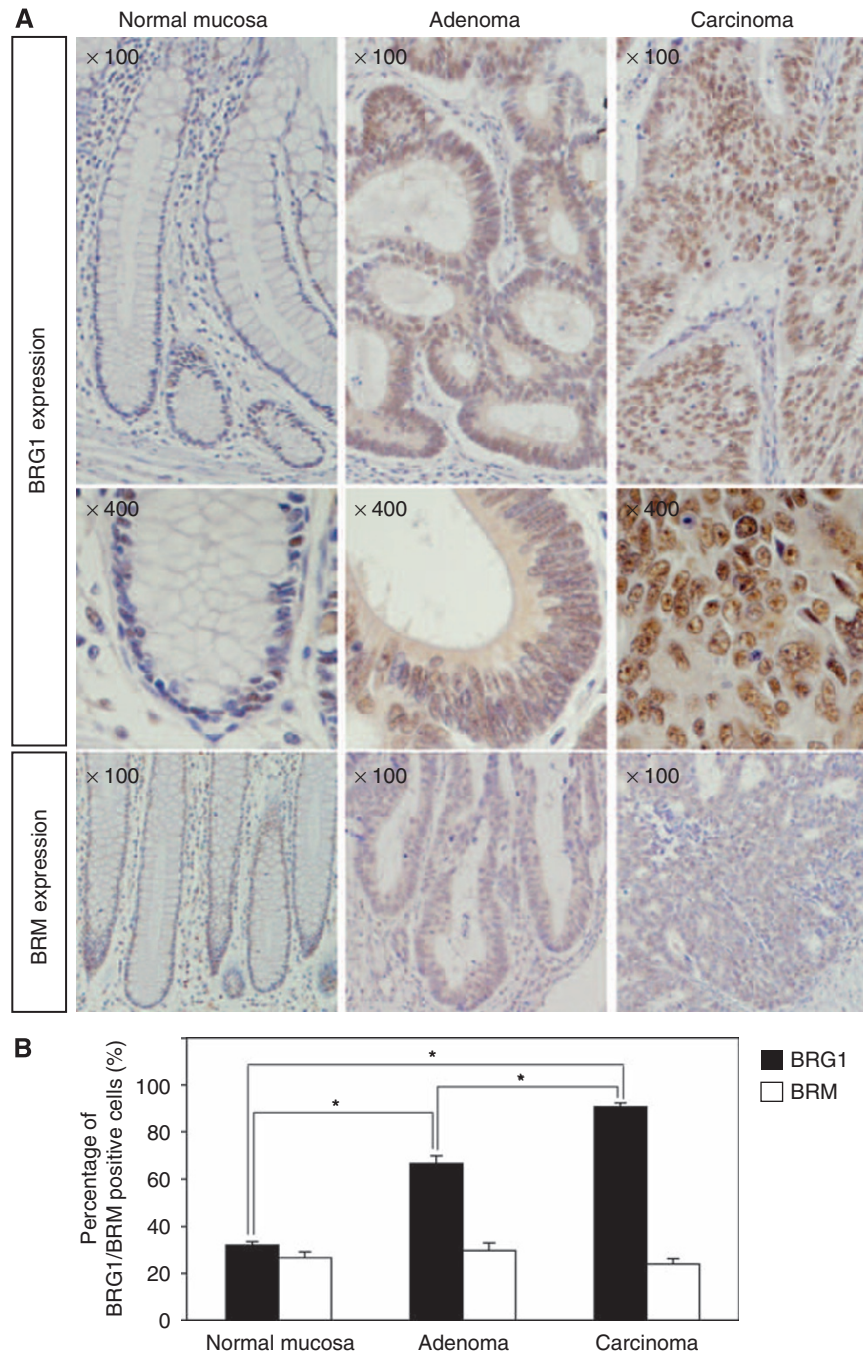 A
Normal mucosa Adenoma Carcinoma
BRG1 expression
× 100 × 100 × 100
× 400 × 400 × 400
BRM expression
× 100 × 100 × 100
B
Percentage of
BRG1/BRM positive cells (%)
100
80
60
40
20
0
*
*
*
BRG1
BRM
Normal mucosa Adenoma Carcinoma